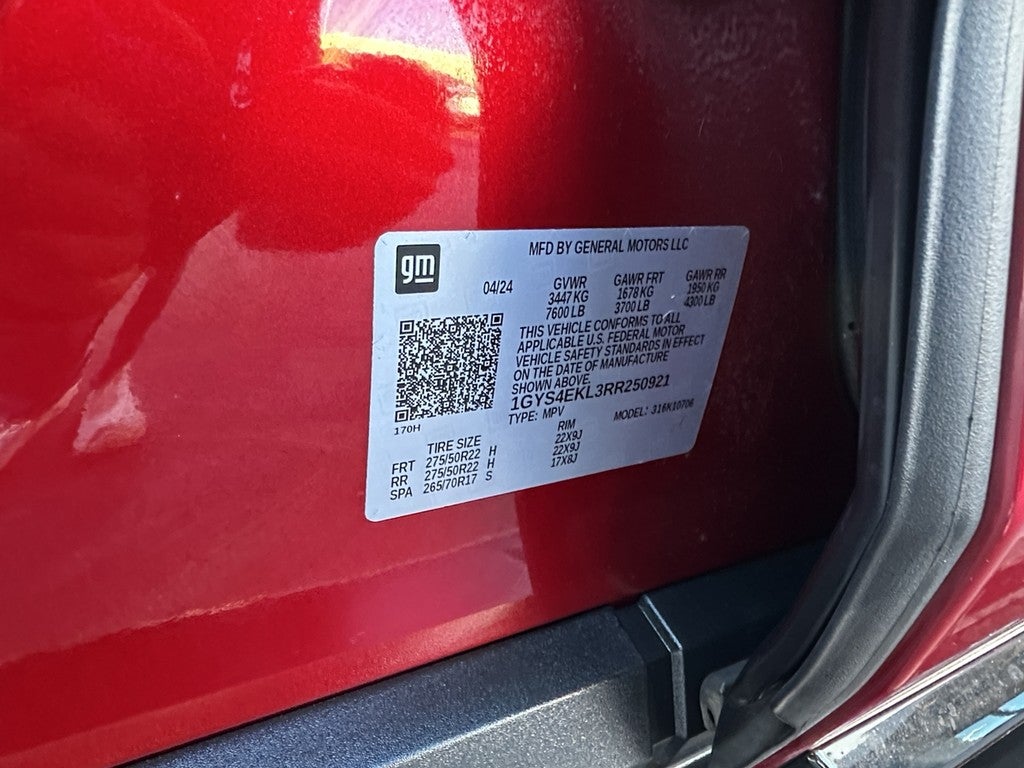 gm
MFD BY GENERAL MOTORS LLC
04/24 GVWR GAWR FRT GAWR RR
3447 KG 1678 KG 1950 KG
7600 LB 3700 LB 4300 LB
THIS VEHICLE CONFORMS TO ALL
APPLICABLE U.S. FEDERAL MOTOR
VEHICLE SAFETY STANDARDS IN EFFECT
ON THE DATE OF MANUFACTURE
SHOWN ABOVE.
1GYS4EKL3RR250921
TYPE: MPV MODEL: 316K10706
170H
TIRE SIZE RIM
FRT 275/50R22 H 22X9J
RR 275/50R22 H 22X9J
SPA 265/70R17 S 17X8J